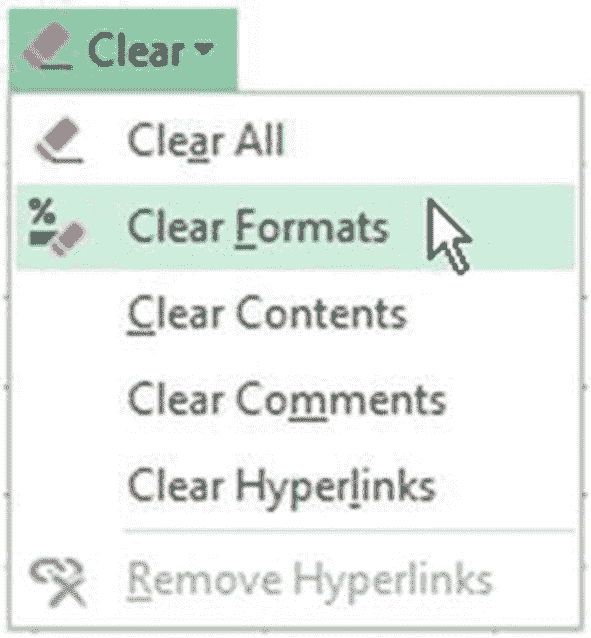 Clear
Clear All
Clear Formats
Clear Contents
Clear Comments
Clear Hyperlinks
Remove Hyperlinks